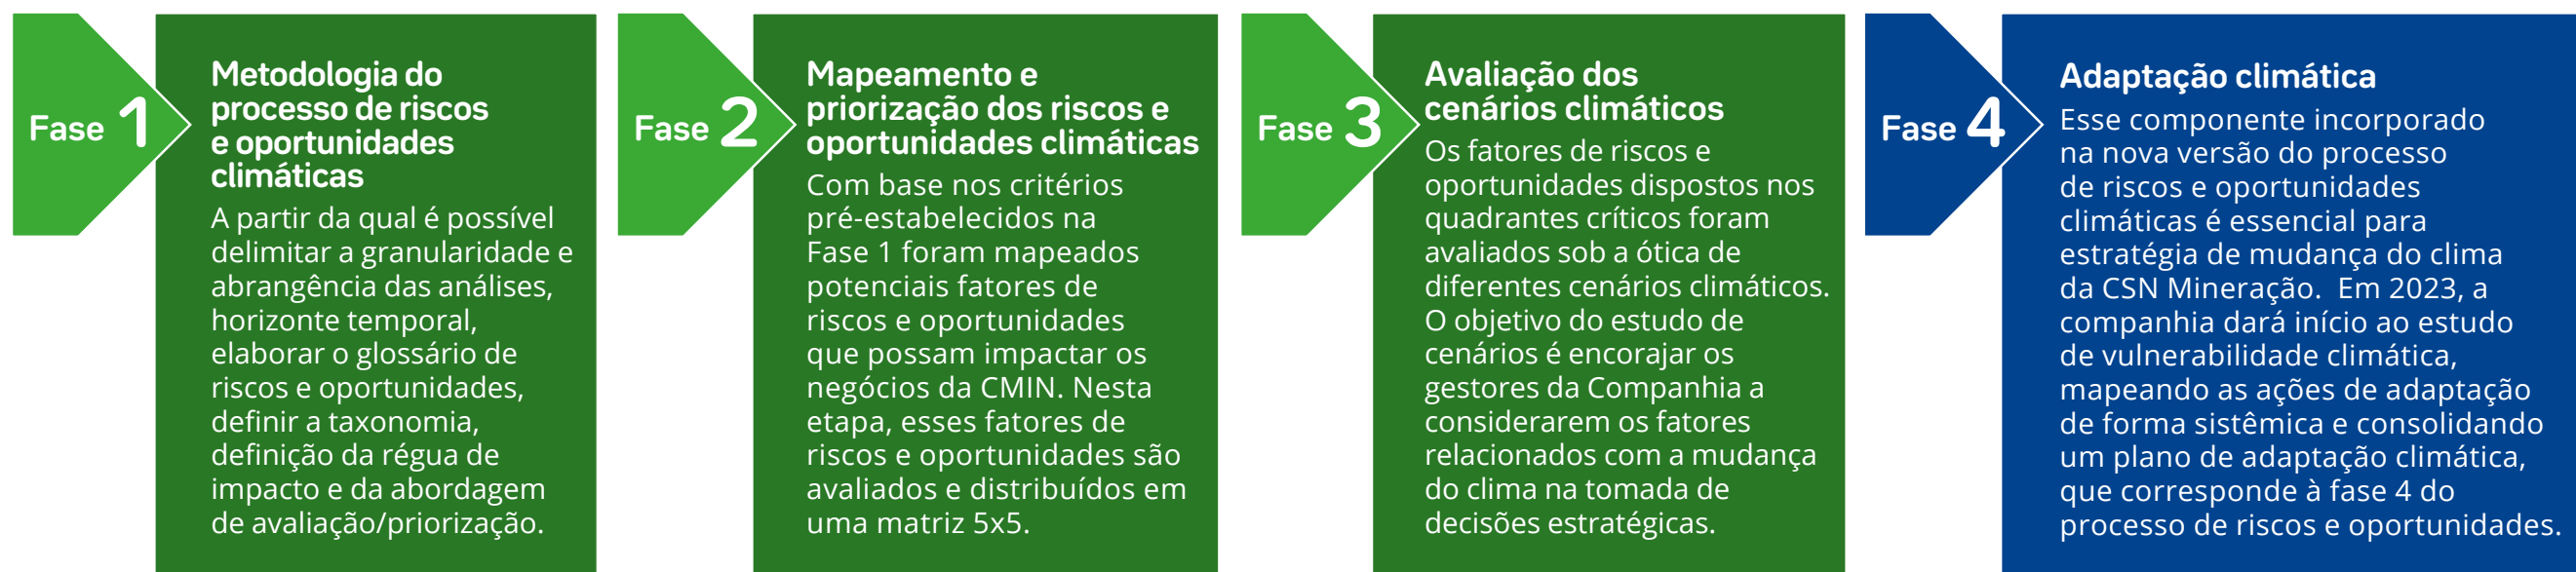 Fase 1
Metodologia do
processo de riscos
e oportunidades
climáticas
A partir da qual é possível
delimitar a granularidade e
abrangência das análises,
horizonte temporal,
elaborar o glossário de
riscos e oportunidades,
definir a taxonomia,
definição da régua de
impacto e da abordagem
de avaliação/priorização.
Fase 2
Mapeamento e
priorização dos riscos e
oportunidades climáticas
Com base nos critérios
pré-estabelecidos na
Fase 1 foram mapeados
potenciais fatores de
riscos e oportunidades
que possam impactar os
negócios da CMIN. Nesta
etapa, esses fatores de
riscos e oportunidades são
avaliados e distribuídos em
uma matriz 5x5.
Fase 3
Avaliação dos
cenários climáticos
Os fatores de riscos e
oportunidades dispostos nos
quadrantes críticos foram
avaliados sob a ótica de
diferentes cenários climáticos.
O objetivo do estudo de
cenários é encorajar os
gestores da Companhia a
considerarem os fatores
relacionados com a mudança
do clima na tomada de
decisões estratégicas.
Fase 4
Adaptação climática
Esse componente incorporado
na nova versão do processo
de riscos e oportunidades
climáticas é essencial para
estratégia de mudança do clima
da CSN Mineração. Em 2023, a
companhia dará início ao estudo
de vulnerabilidade climática,
mapeando as ações de adaptação
de forma sistêmica e consolidando
um plano de adaptação climática,
que corresponde à fase 4 do
processo de riscos e oportunidades.